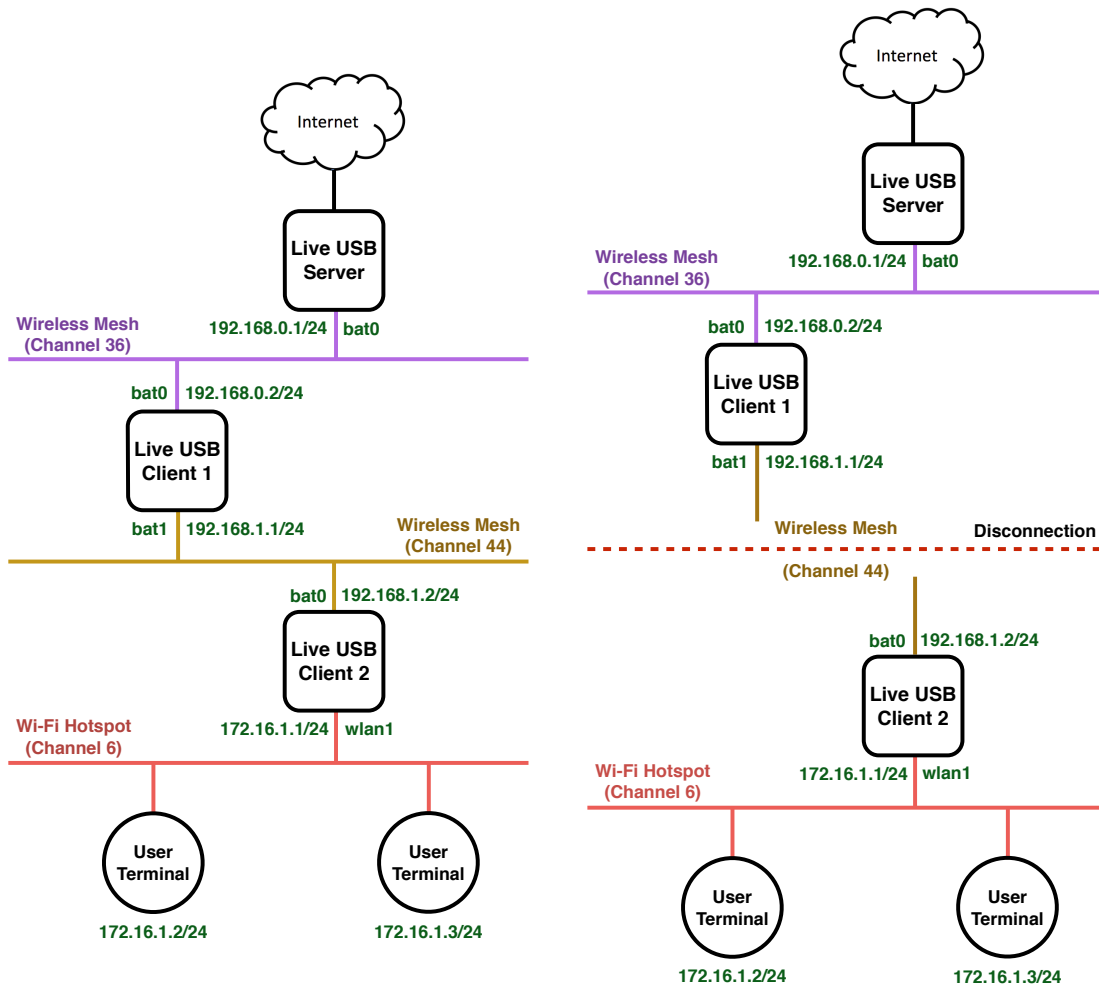 Internet
Live USB
Server
192.168.0.1/24 bat0
Wireless Mesh
(Channel 36)
bat0 192.168.0.2/24
Live USB
Client 1
bat1 192.168.1.1/24
Wireless Mesh
(Channel 44)
bat0 192.168.1.2/24
Live USB
Client 2
172.16.1.1/24 wlan1
Wi-Fi Hotspot
(Channel 6)
User
Terminal
172.16.1.2/24
User
Terminal
172.16.1.3/24
Internet
Live USB
Server
192.168.0.1/24 bat0
Wireless Mesh
(Channel 36)
bat0 192.168.0.2/24
Live USB
Client 1
bat1 192.168.1.1/24
Wireless Mesh
Disconnection
(Channel 44)
bat0 192.168.1.2/24
Live USB
Client 2
172.16.1.1/24 wlan1
Wi-Fi Hotspot
(Channel 6)
User
Terminal
172.16.1.2/24
User
Terminal
172.16.1.3/24